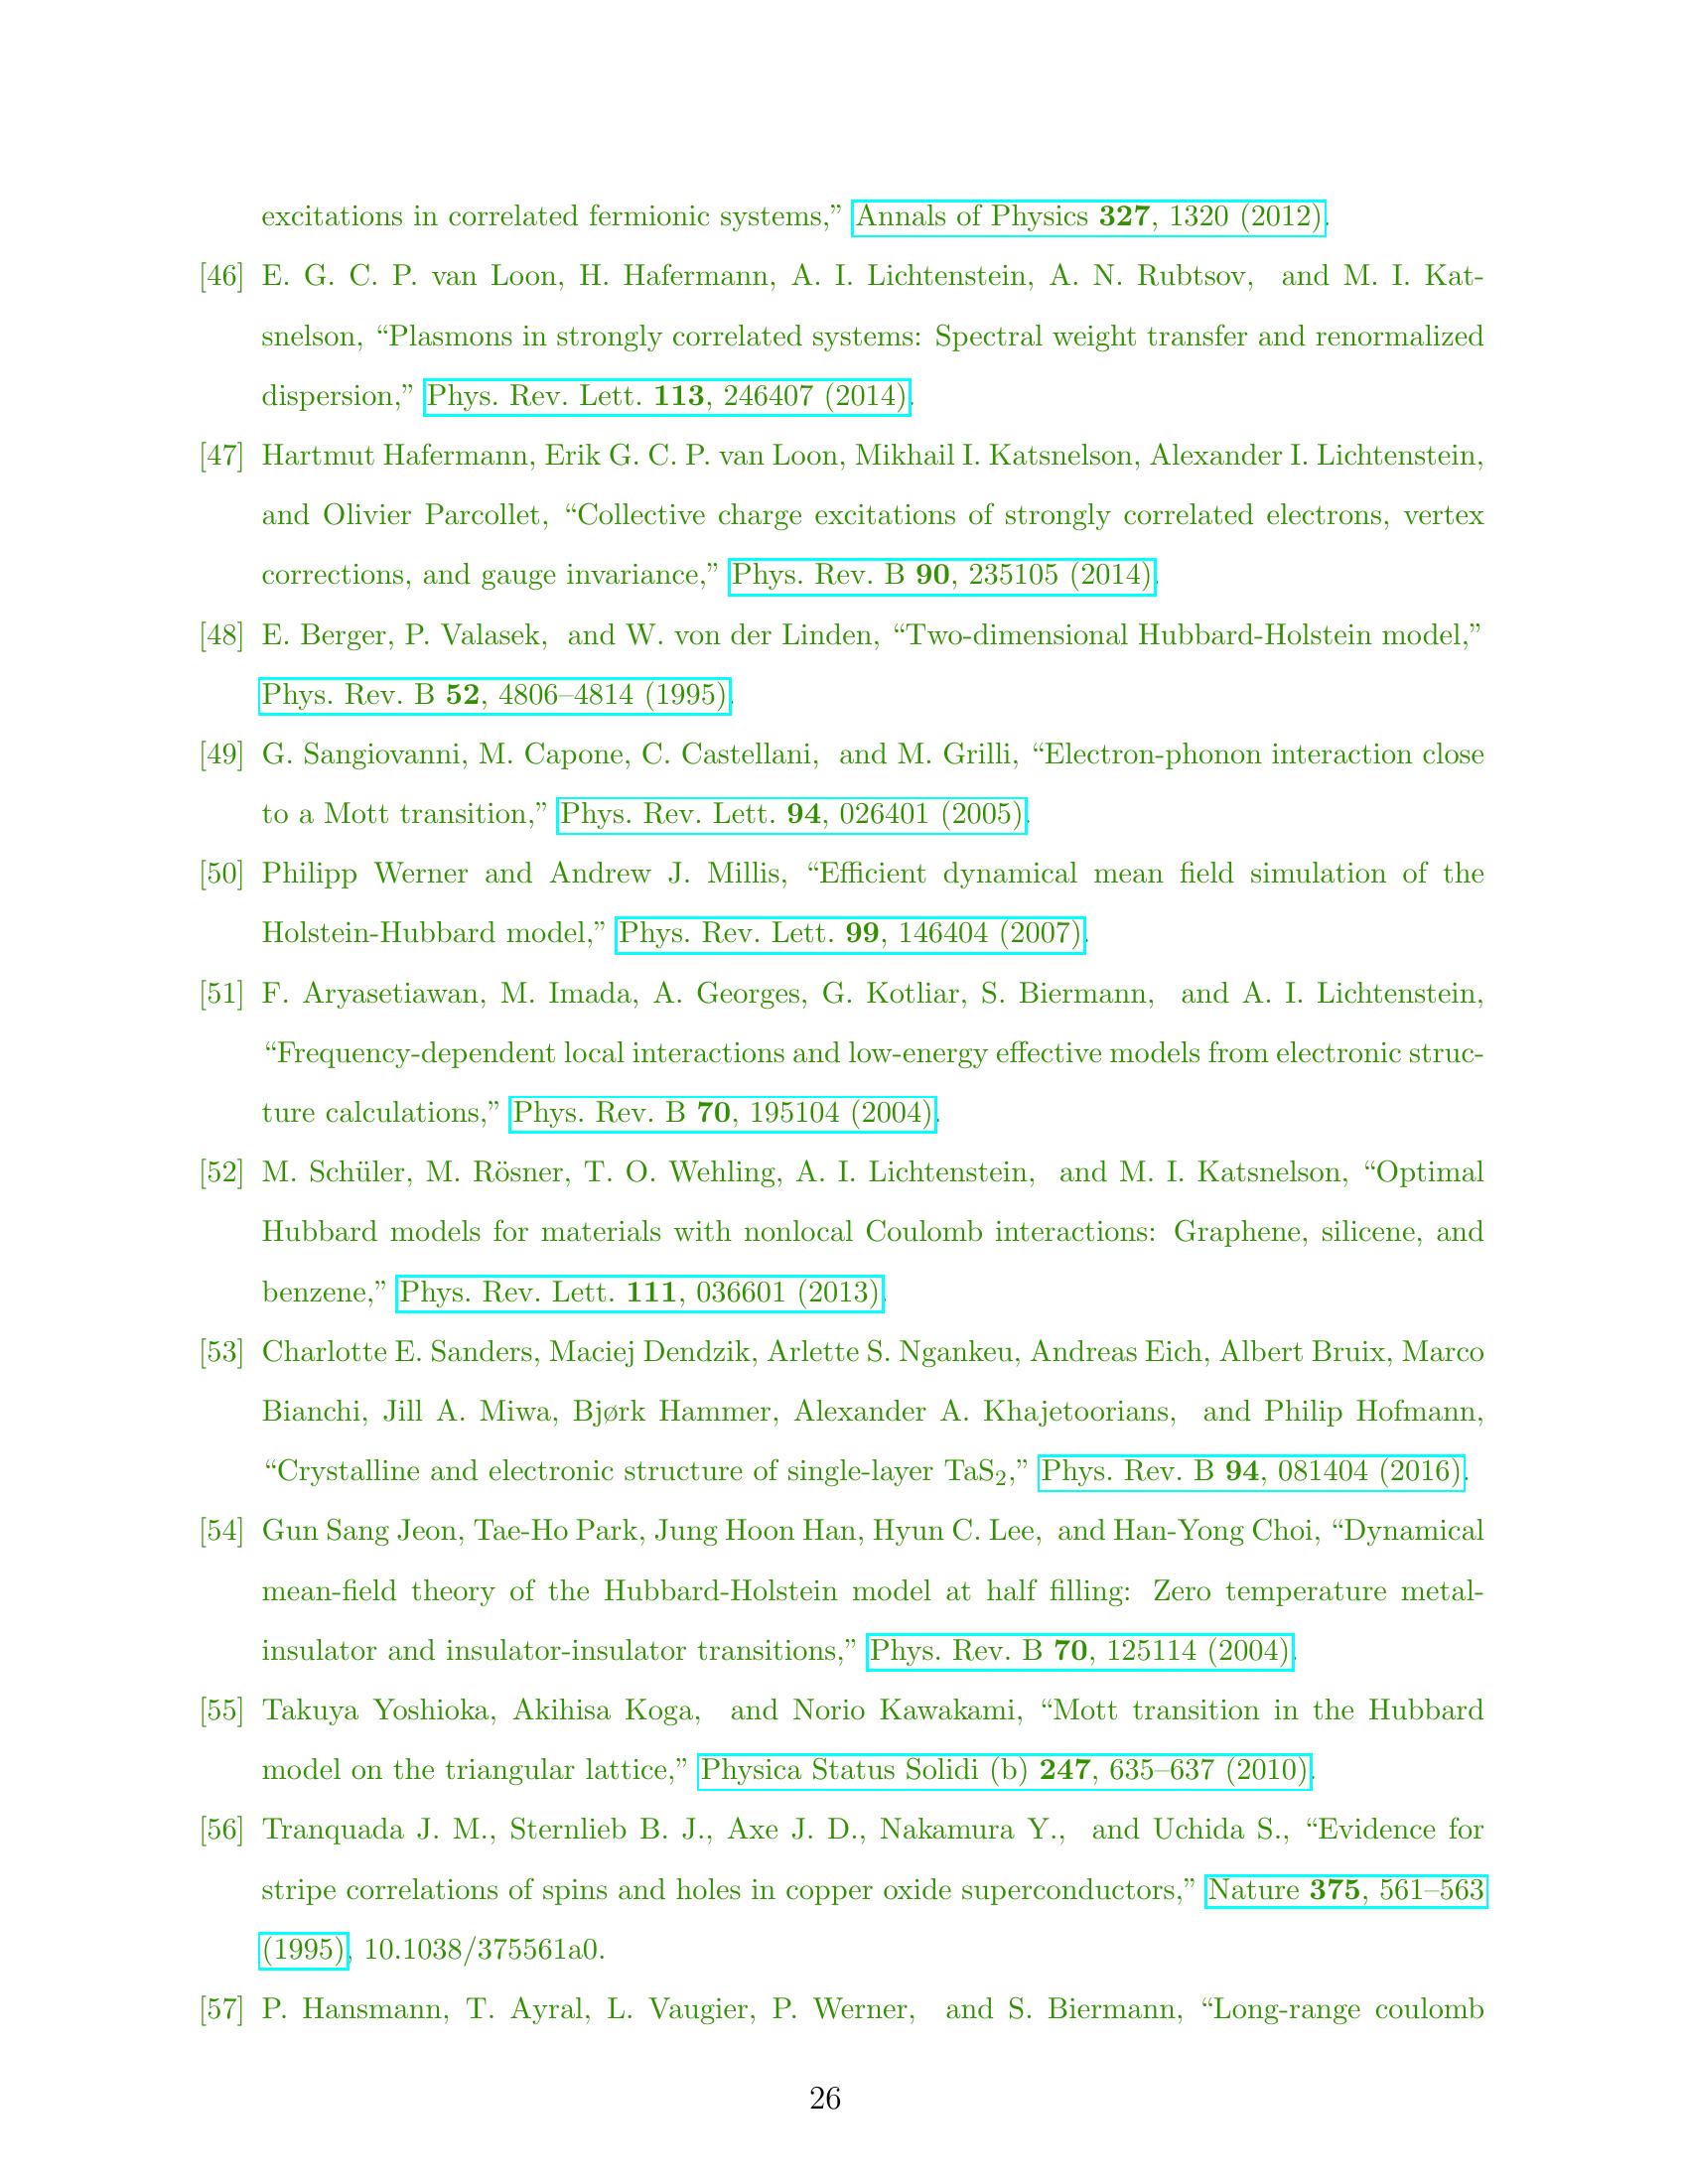 excitations in correlated fermionic systems,” Annals of Physics 327, 1320 (2012).
[46] E. G. C. P. van Loon, H. Hafermann, A. I. Lichtenstein, A. N. Rubtsov, and M. I. Kat-
snelson, “Plasmons in strongly correlated systems: Spectral weight transfer and renormalized
dispersion,” Phys. Rev. Lett. 113, 246407 (2014).
[47] Hartmut Hafermann, Erik G. C. P. van Loon, Mikhail I. Katsnelson, Alexander I. Lichtenstein,
and Olivier Parcollet, “Collective charge excitations of strongly correlated electrons, vertex
corrections, and gauge invariance,” Phys. Rev. B 90, 235105 (2014).
[48] E. Berger, P. Valasek, and W. von der Linden, “Two-dimensional Hubbard-Holstein model,”
Phys. Rev. B 52, 4806–4814 (1995).
[49] G. Sangiovanni, M. Capone, C. Castellani, and M. Grilli, “Electron-phonon interaction close
to a Mott transition,” Phys. Rev. Lett. 94, 026401 (2005).
[50] Philipp Werner and Andrew J. Millis, “Efficient dynamical mean field simulation of the
Holstein-Hubbard model,” Phys. Rev. Lett. 99, 146404 (2007).
[51] F. Aryasetiawan, M. Imada, A. Georges, G. Kotliar, S. Biermann, and A. I. Lichtenstein,
“Frequency-dependent local interactions and low-energy effective models from electronic struc-
ture calculations,” Phys. Rev. B 70, 195104 (2004).
[52] M. Schüler, M. Rösner, T. O. Wehling, A. I. Lichtenstein, and M. I. Katsnelson, “Optimal
Hubbard models for materials with nonlocal Coulomb interactions: Graphene, silicene, and
benzene,” Phys. Rev. Lett. 111, 036601 (2013).
[53] Charlotte E. Sanders, Maciej Dendzik, Arlette S. Ngankeu, Andreas Eich, Albert Bruix, Marco
Bianchi, Jill A. Miwa, Bjørk Hammer, Alexander A. Khajetoorians, and Philip Hofmann,
“Crystalline and electronic structure of single-layer TaS₂,” Phys. Rev. B 94, 081404 (2016).
[54] Gun Sang Jeon, Tae-Ho Park, Jung Hoon Han, Hyun C. Lee, and Han-Yong Choi, “Dynamical
mean-field theory of the Hubbard-Holstein model at half filling: Zero temperature metal-
insulator and insulator-insulator transitions,” Phys. Rev. B 70, 125114 (2004).
[55] Takuya Yoshioka, Akihisa Koga, and Norio Kawakami, “Mott transition in the Hubbard
model on the triangular lattice,” Physica Status Solidi (b) 247, 635–637 (2010).
[56] Tranquada J. M., Sternlieb B. J., Axe J. D., Nakamura Y., and Uchida S., “Evidence for
stripe correlations of spins and holes in copper oxide superconductors,” Nature 375, 561–563
(1995), 10.1038/375561a0.
[57] P. Hansmann, T. Ayral, L. Vaugier, P. Werner, and S. Biermann, “Long-range coulomb
26